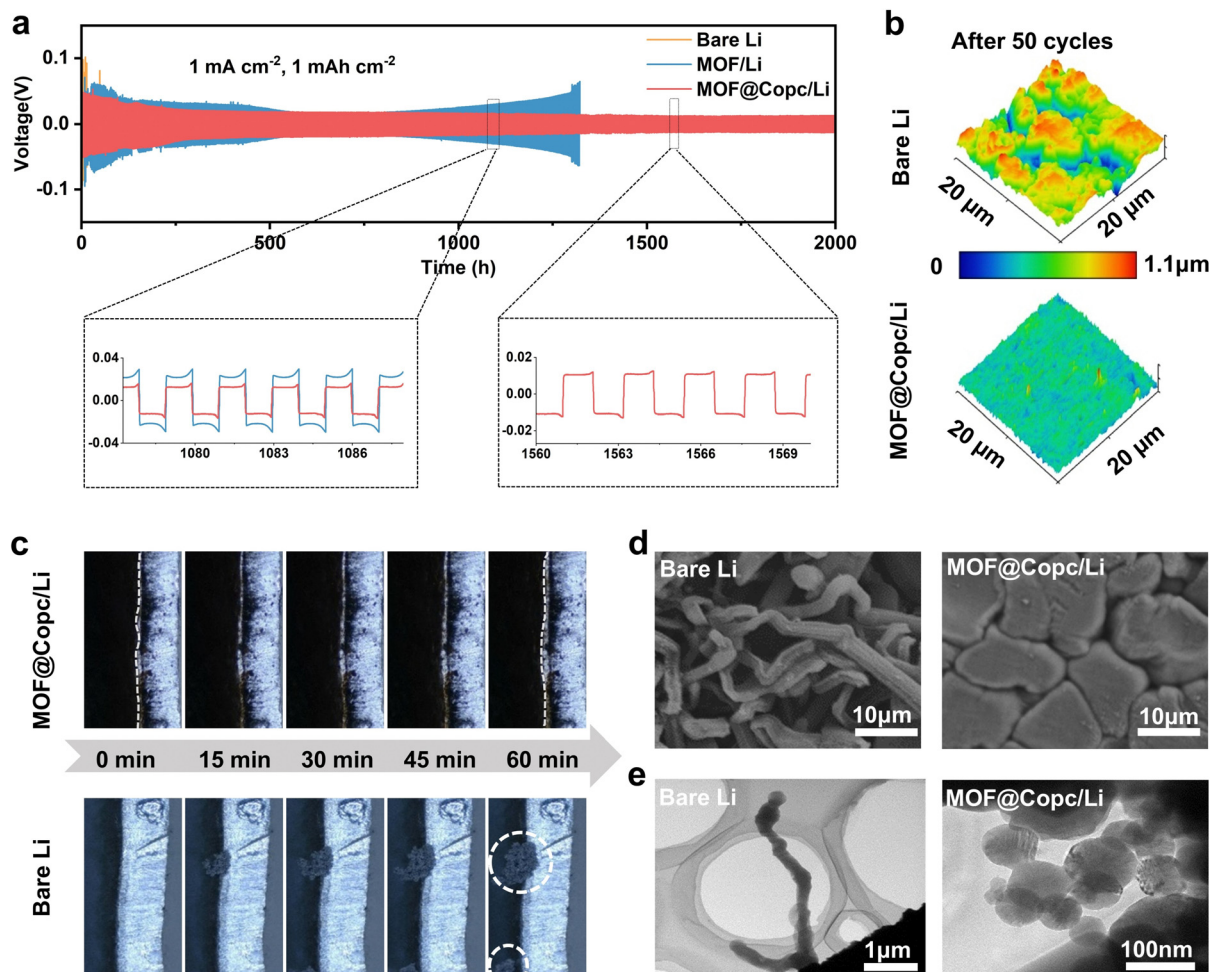 a
Bare Li
MOF/Li
MOF@Copc/Li
1 mA cm⁻², 1 mAh cm⁻²
Voltage(V)
0.1
0.0
-0.1
0
500
1000
1500
2000
Time (h)
0.04
0.00
-0.04
1080
1083
1086
0.02
0.00
-0.02
1560
1563
1566
1569
b
After 50 cycles
Bare Li
20 µm
20 µm
0
1.1µm
MOF@Copc/Li
20 µm
20 µm
c
MOF@Copc/Li
0 min
15 min
30 min
45 min
60 min
Bare Li
d
Bare Li
10µm
MOF@Copc/Li
10µm
e
Bare Li
1µm
MOF@Copc/Li
100nm